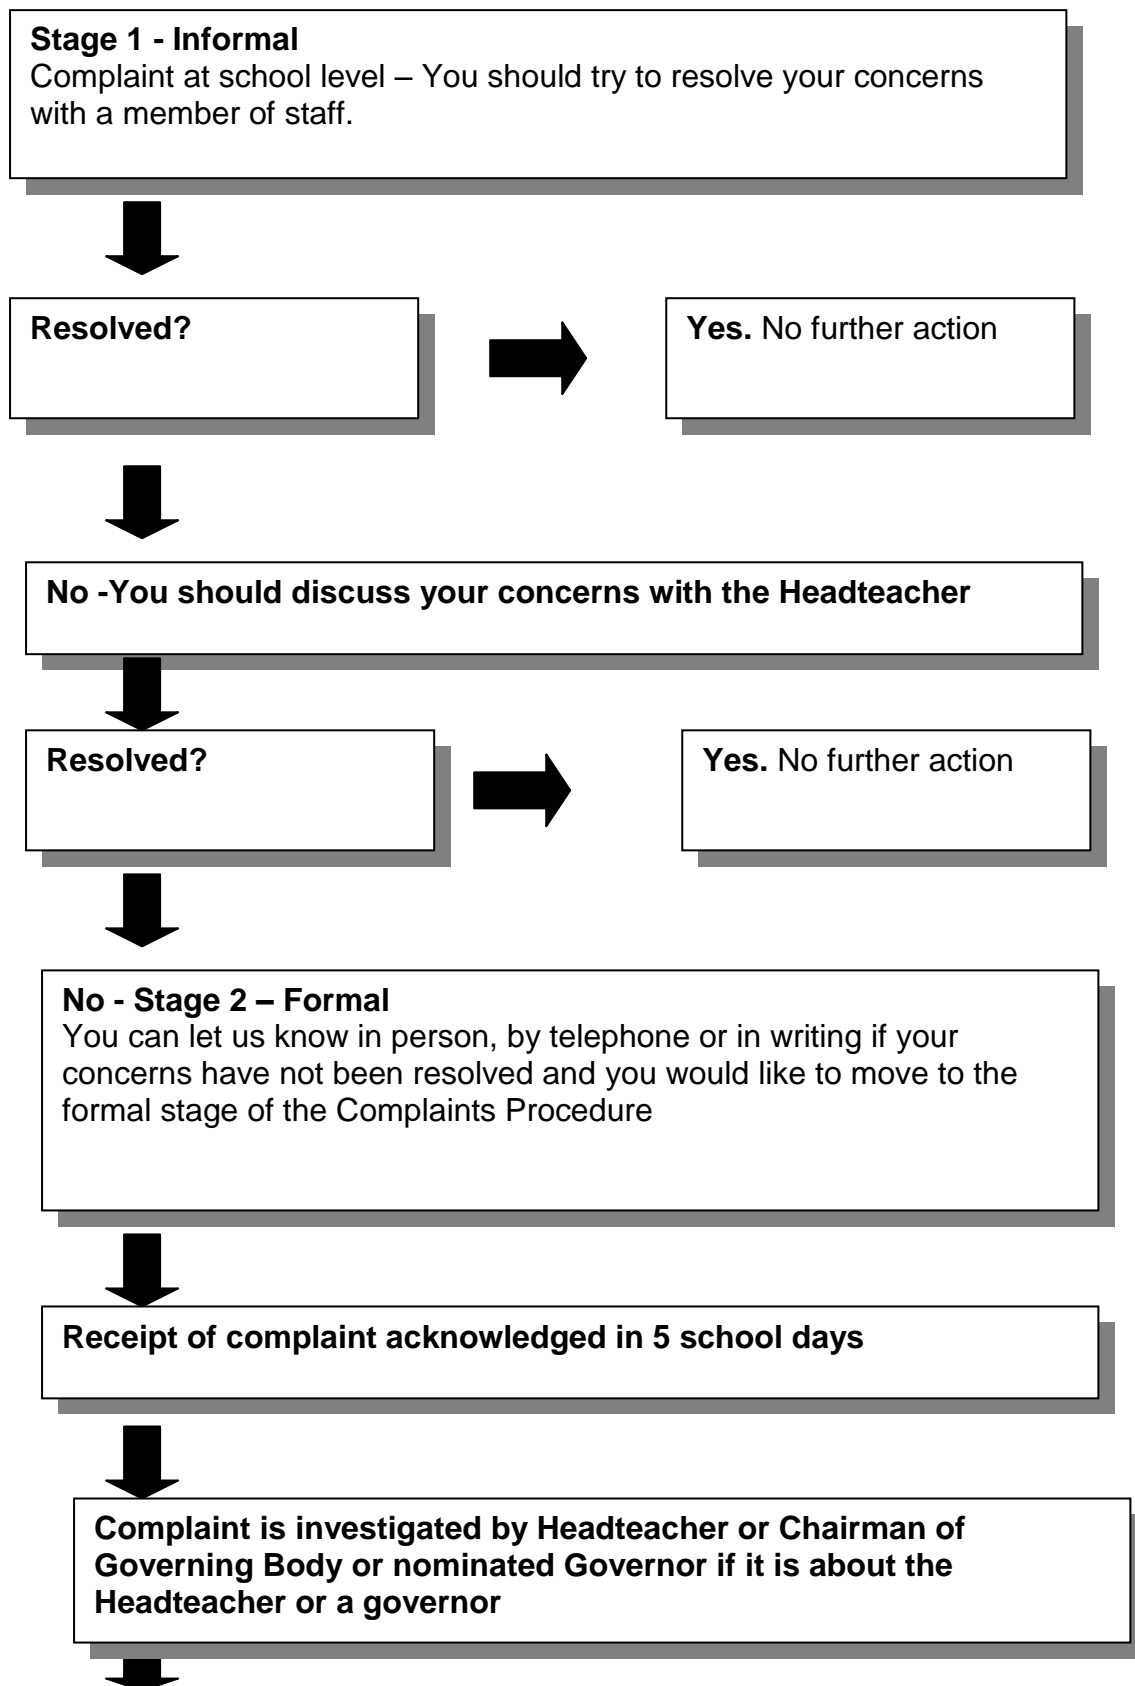 Stage 1 - Informal
Complaint at school level – You should try to resolve your concerns
with a member of staff.
Resolved?
Yes. No further action
No -You should discuss your concerns with the Headteacher
Resolved?
Yes. No further action
No - Stage 2 – Formal
You can let us know in person, by telephone or in writing if your
concerns have not been resolved and you would like to move to the
formal stage of the Complaints Procedure
Receipt of complaint acknowledged in 5 school days
Complaint is investigated by Headteacher or Chairman of
Governing Body or nominated Governor if it is about the
Headteacher or a governor